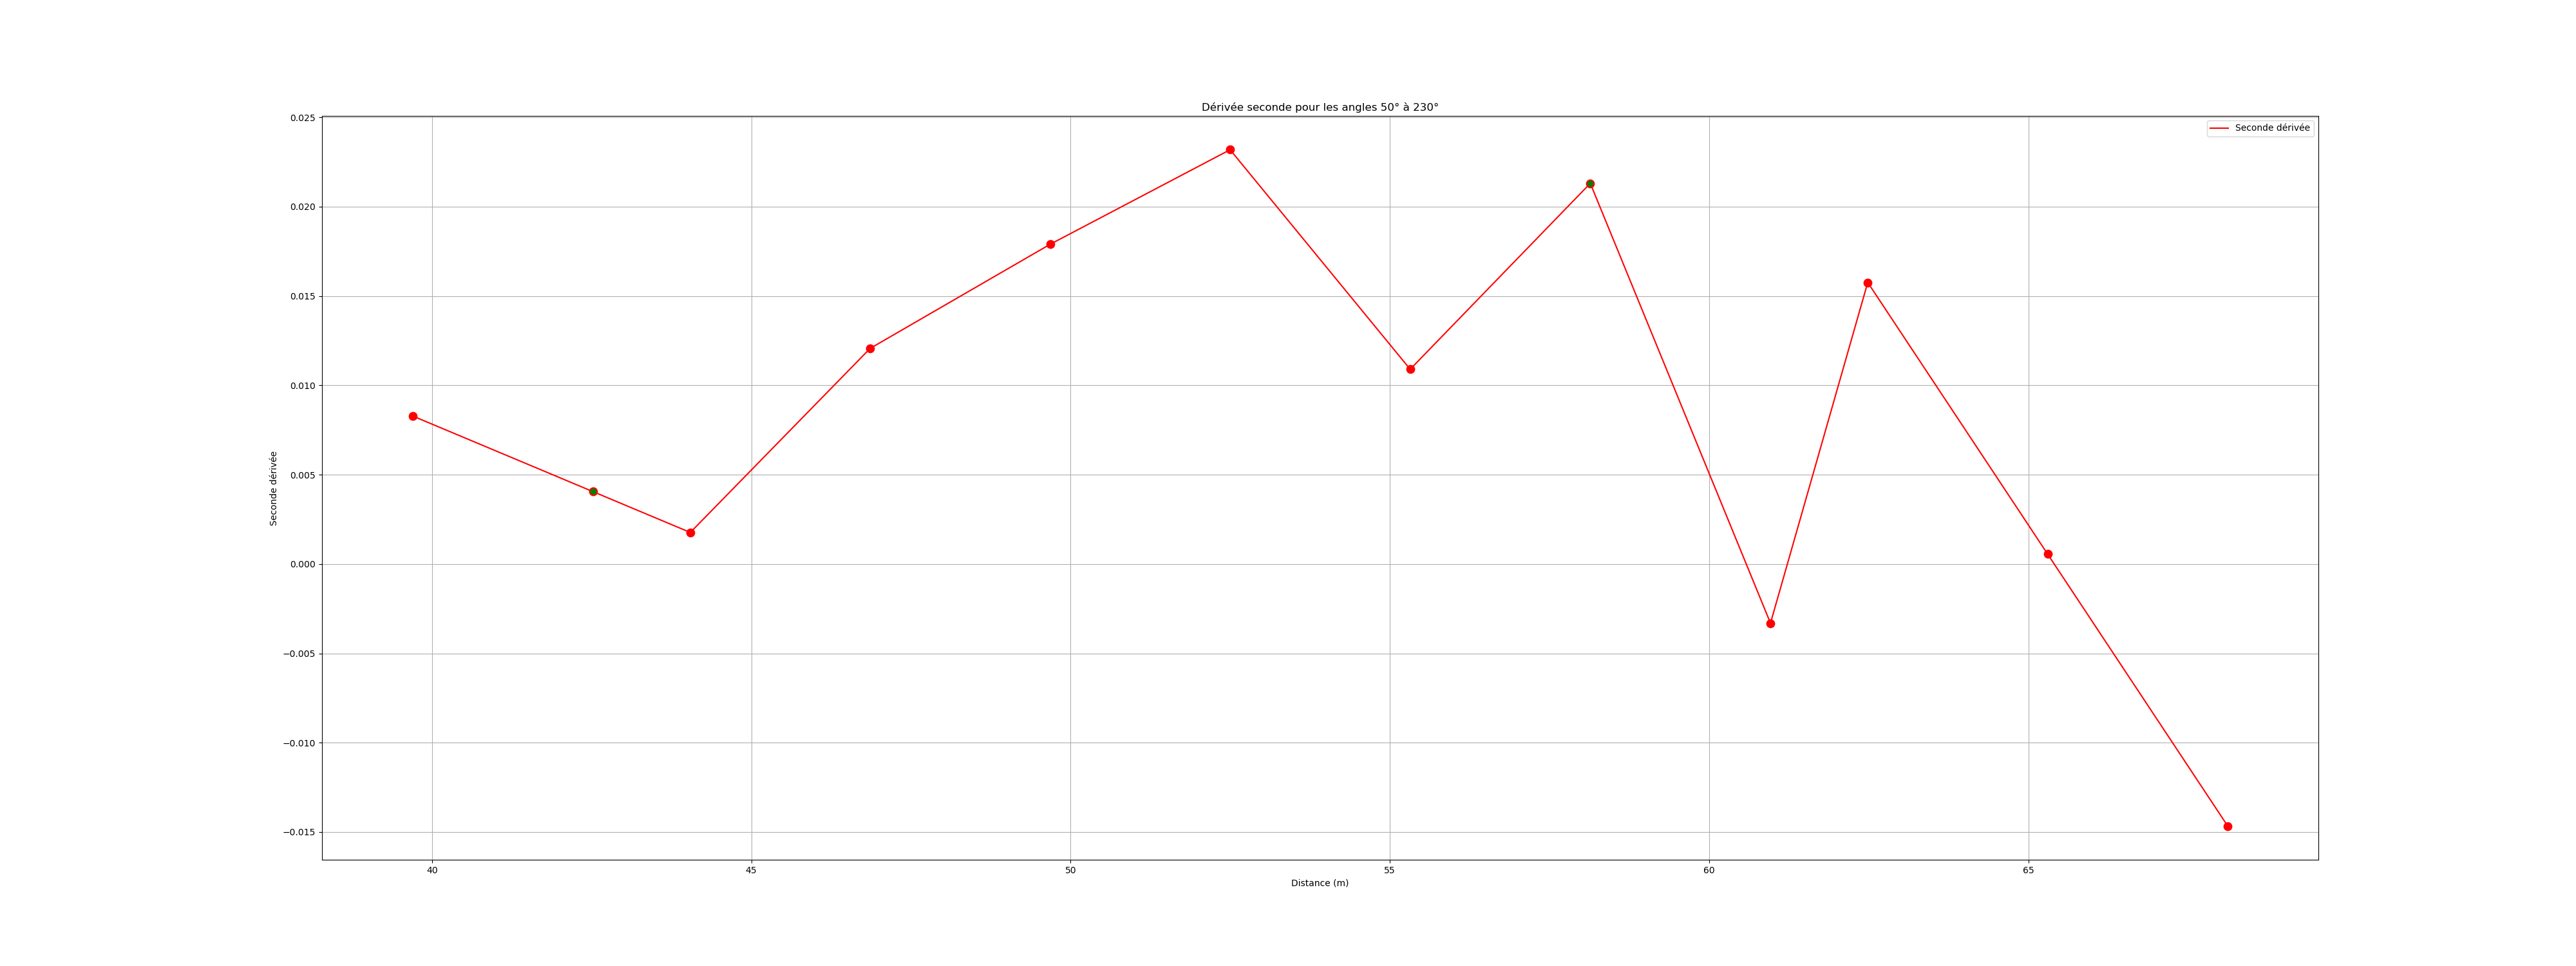 Dérivée seconde pour les angles 50° à 230°
Seconde dérivée
0.025
0.020
0.015
0.010
0.005
0.000
−0.005
−0.010
−0.015
Seconde dérivée
40 45 50 55 60 65
Distance (m)